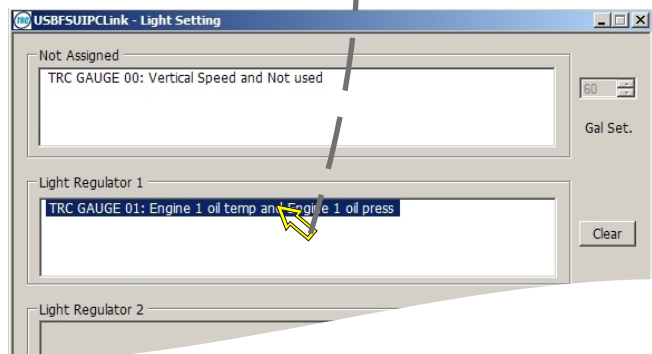 TRC USBFSUIPCLink - Light Setting
Not Assigned
TRC GAUGE 00: Vertical Speed and Not used
60
Gal Set.
Light Regulator 1
TRC GAUGE 01: Engine 1 oil temp and Engine 1 oil press
Clear
Light Regulator 2